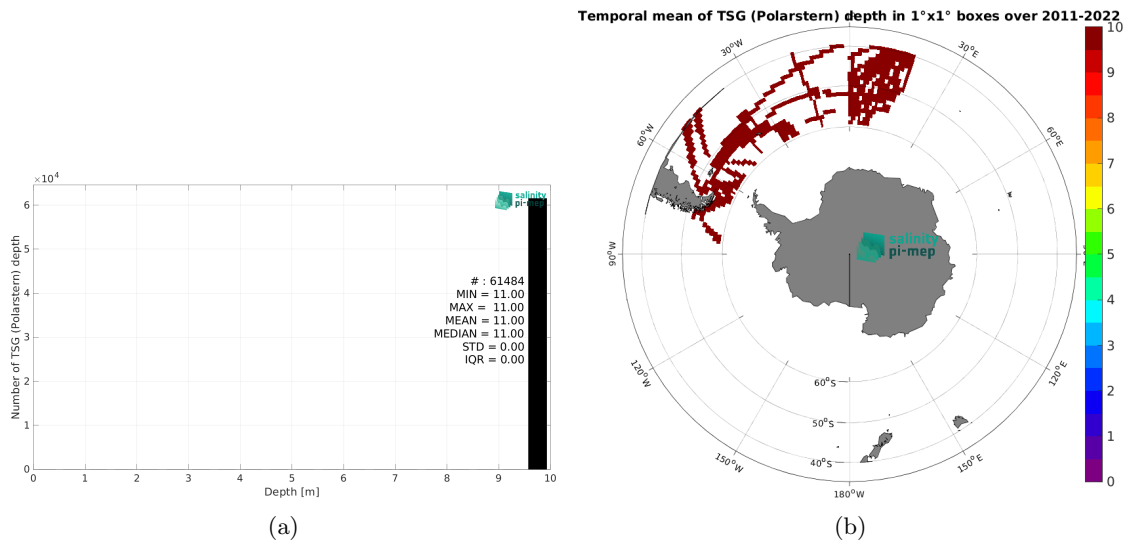 Temporal mean of TSG (Polarstern) depth in 1°x1° boxes over 2011-2022
×10⁴
6
5
4
3
2
1
0
Number of TSG (Polarstern) depth
salinity
pi-mep
# : 61484
MIN = 11.00
MAX = 11.00
MEAN = 11.00
MEDIAN = 11.00
STD = 0.00
IQR = 0.00
0 1 2 3 4 5 6 7 8 9 10
Depth [m]
(a)
30°W
30°E
60°W
60°E
90°W
120°W
120°E
150°W
150°E
180°W
60°S
50°S
40°S
salinity
pi-mep
10
9
8
7
6
5
4
3
2
1
0
(b)